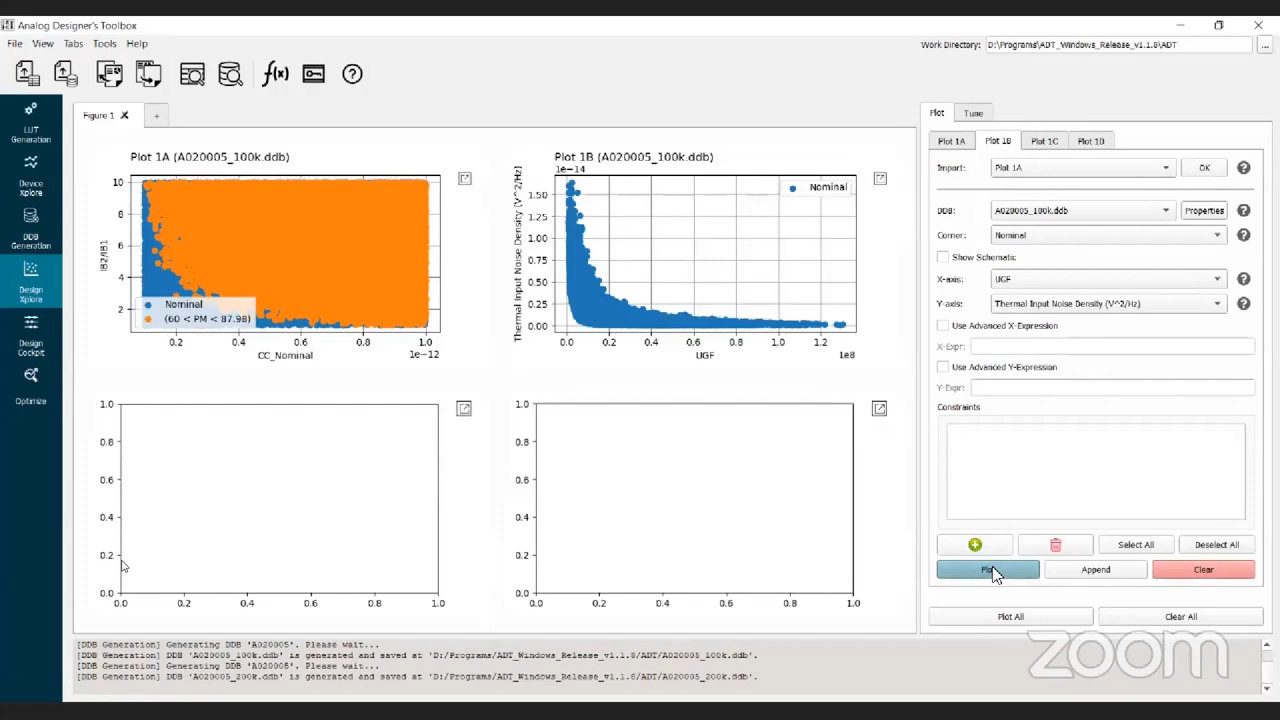 Analog Designer's Toolbox
File View Tabs Tools Help
Work Directory: D:\Programs\ADT_Windows_Release_v1.1.8\ADT ...
f(x)
LUT
Generation
Device
Xplore
DDB
Generation
Design
Xplore
Design
Cockpit
Optimize
Figure 1
+
Plot 1A (A020005_100k.ddb)
IB2/IB1
10
8
6
4
2
Nominal
(60 < PM < 87.98)
0.2 0.4 0.6 0.8 1.0
CC_Nominal
1e-12
Plot 1B (A020005_100k.ddb)
1e-14
Thermal Input Noise Density (V^2/Hz)
1.50
1.25
1.00
0.75
0.50
0.25
0.00
Nominal
0.0 0.2 0.4 0.6 0.8 1.0 1.2
UGF
1e8
1.0
0.8
0.6
0.4
0.2
0.0
0.0 0.2 0.4 0.6 0.8 1.0
1.0
0.8
0.6
0.4
0.2
0.0
0.0 0.2 0.4 0.6 0.8 1.0
Plot Tune
Plot 1A Plot 1B Plot 1C Plot 1D
Import: Plot 1A OK
DDB: A020005_100k.ddb Properties
Corner: Nominal
Show Schematic
X-axis: UGF
Y-axis: Thermal Input Noise Density (V^2/Hz)
Use Advanced X-Expression
X-Expr:
Use Advanced Y-Expression
Y-Expr:
Constraints
Select All Deselect All
Append Clear
Plot All Clear All
[DDB Generation] Generating DDB 'A020005'. Please wait...
[DDB Generation] DDB 'A020005_100k.ddb' is generated and saved at 'D:/Programs/ADT_Windows_Release_v1.1.8/ADT/A020005_100k.ddb'.
[DDB Generation] Generating DDB 'A020005'. Please wait...
[DDB Generation] DDB 'A020005_200k.ddb' is generated and saved at 'D:/Programs/ADT_Windows_Release_v1.1.8/ADT/A020005_200k.ddb'.
zoom